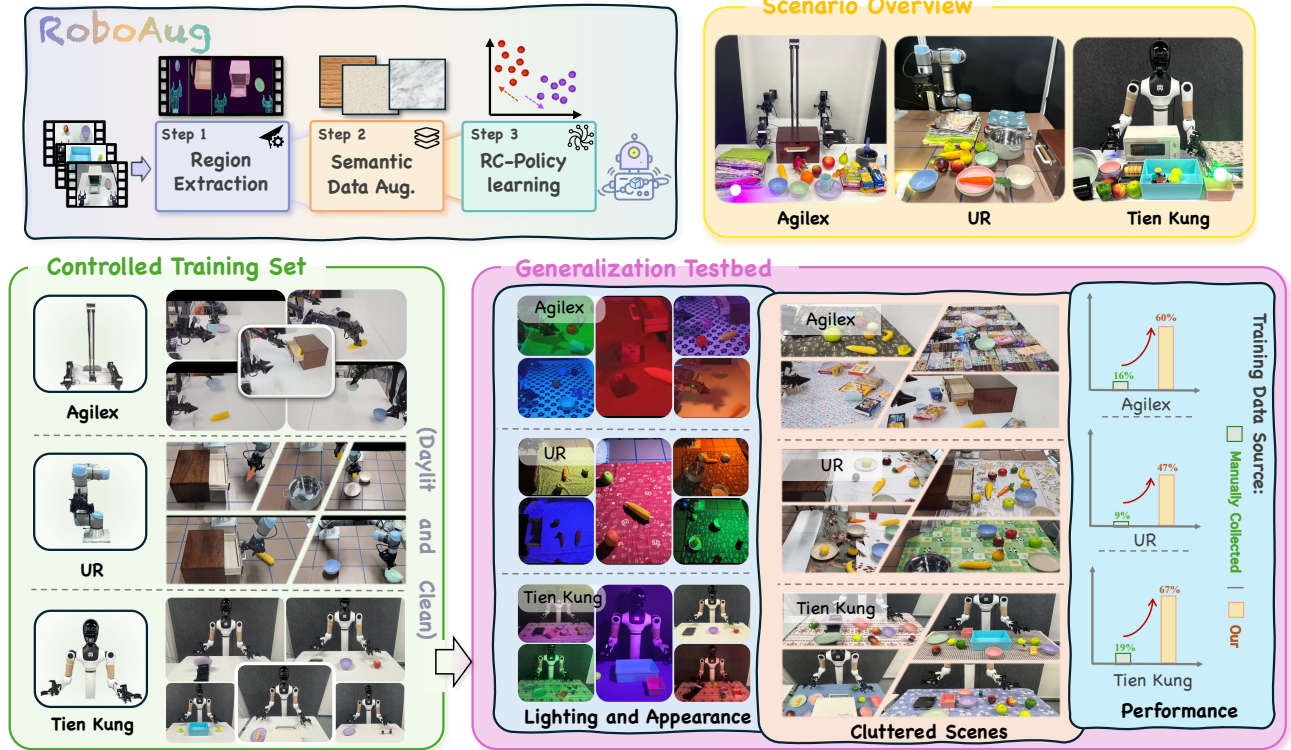 RoboAug
Step 1
Region
Extraction
Step 2
Semantic
Data Aug.
Step 3
RC-Policy
learning
Scenario Overview
Agilex
UR
Tien Kung
Controlled Training Set
Agilex
UR
Tien Kung
(Daylit and Clean)
Generalization Testbed
Agilex
UR
Tien Kung
Lighting and Appearance
Agilex
UR
Tien Kung
Cluttered Scenes
16%
60%
Agilex
9%
47%
UR
19%
67%
Tien Kung
Performance
Training Data Source:
Manually Collected
Our